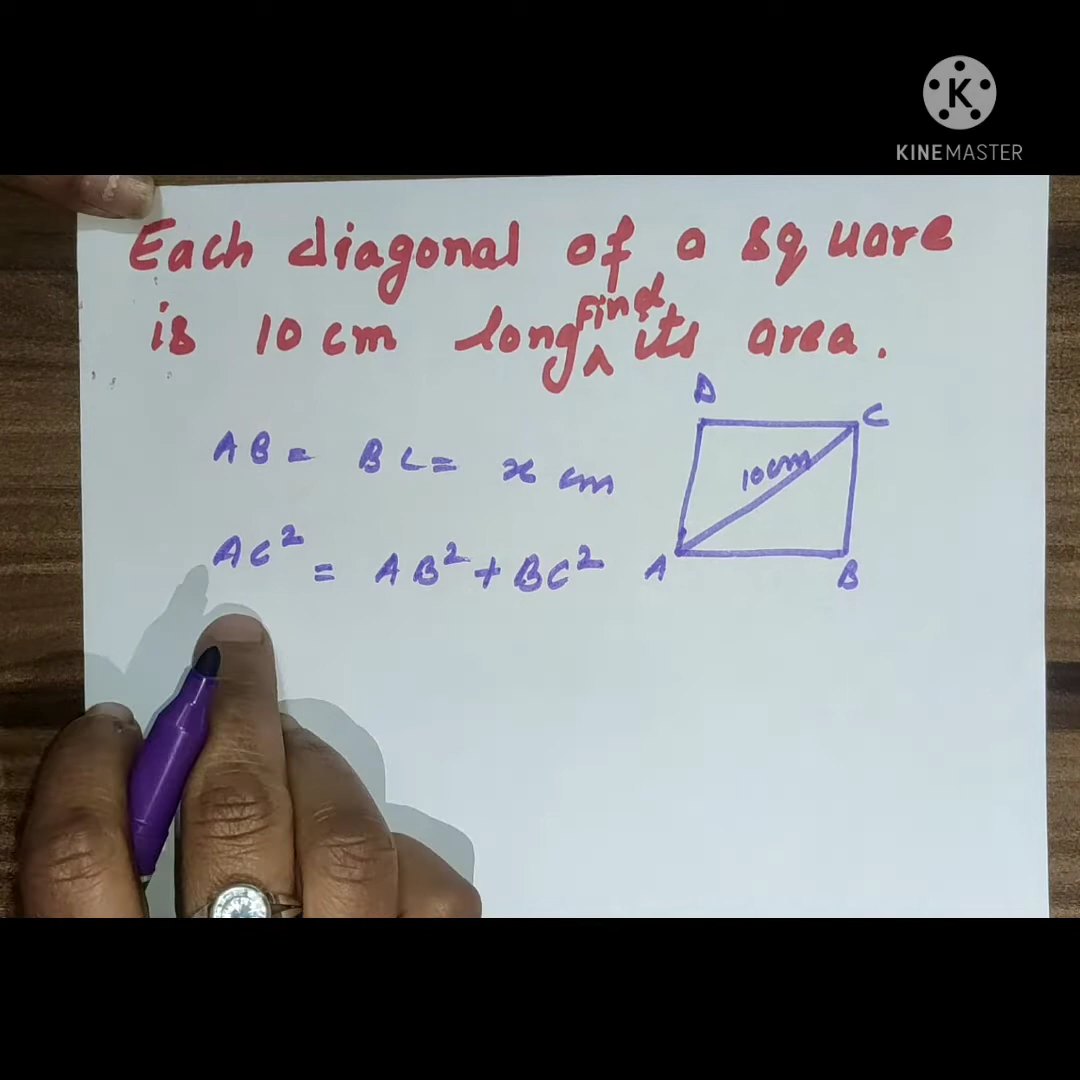 K
KINEMASTER
Each diagonal of a square
is 10 cm long Find its area.
AB = BC = x cm
AC² = AB² + BC²
D
C
10cm
A
B